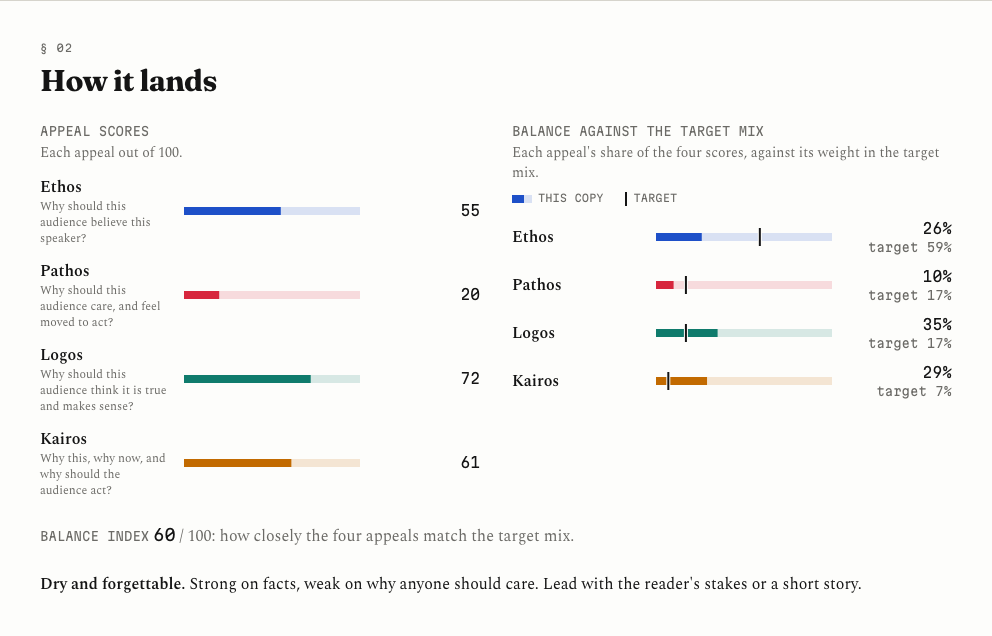 § 02
How it lands
APPEAL SCORES
Each appeal out of 100.
Ethos
Why should this
audience believe this
speaker?
55
Pathos
Why should this
audience care, and feel
moved to act?
20
Logos
Why should this
audience think it is true
and makes sense?
72
Kairos
Why this, why now, and
why should the
audience act?
61
BALANCE AGAINST THE TARGET MIX
Each appeal's share of the four scores, against its weight in the target
mix.
THIS COPY TARGET
Ethos
26%
target 59%
Pathos
10%
target 17%
Logos
35%
target 17%
Kairos
29%
target 7%
BALANCE INDEX 60 / 100: how closely the four appeals match the target mix.
Dry and forgettable. Strong on facts, weak on why anyone should care. Lead with the reader's stakes or a short story.